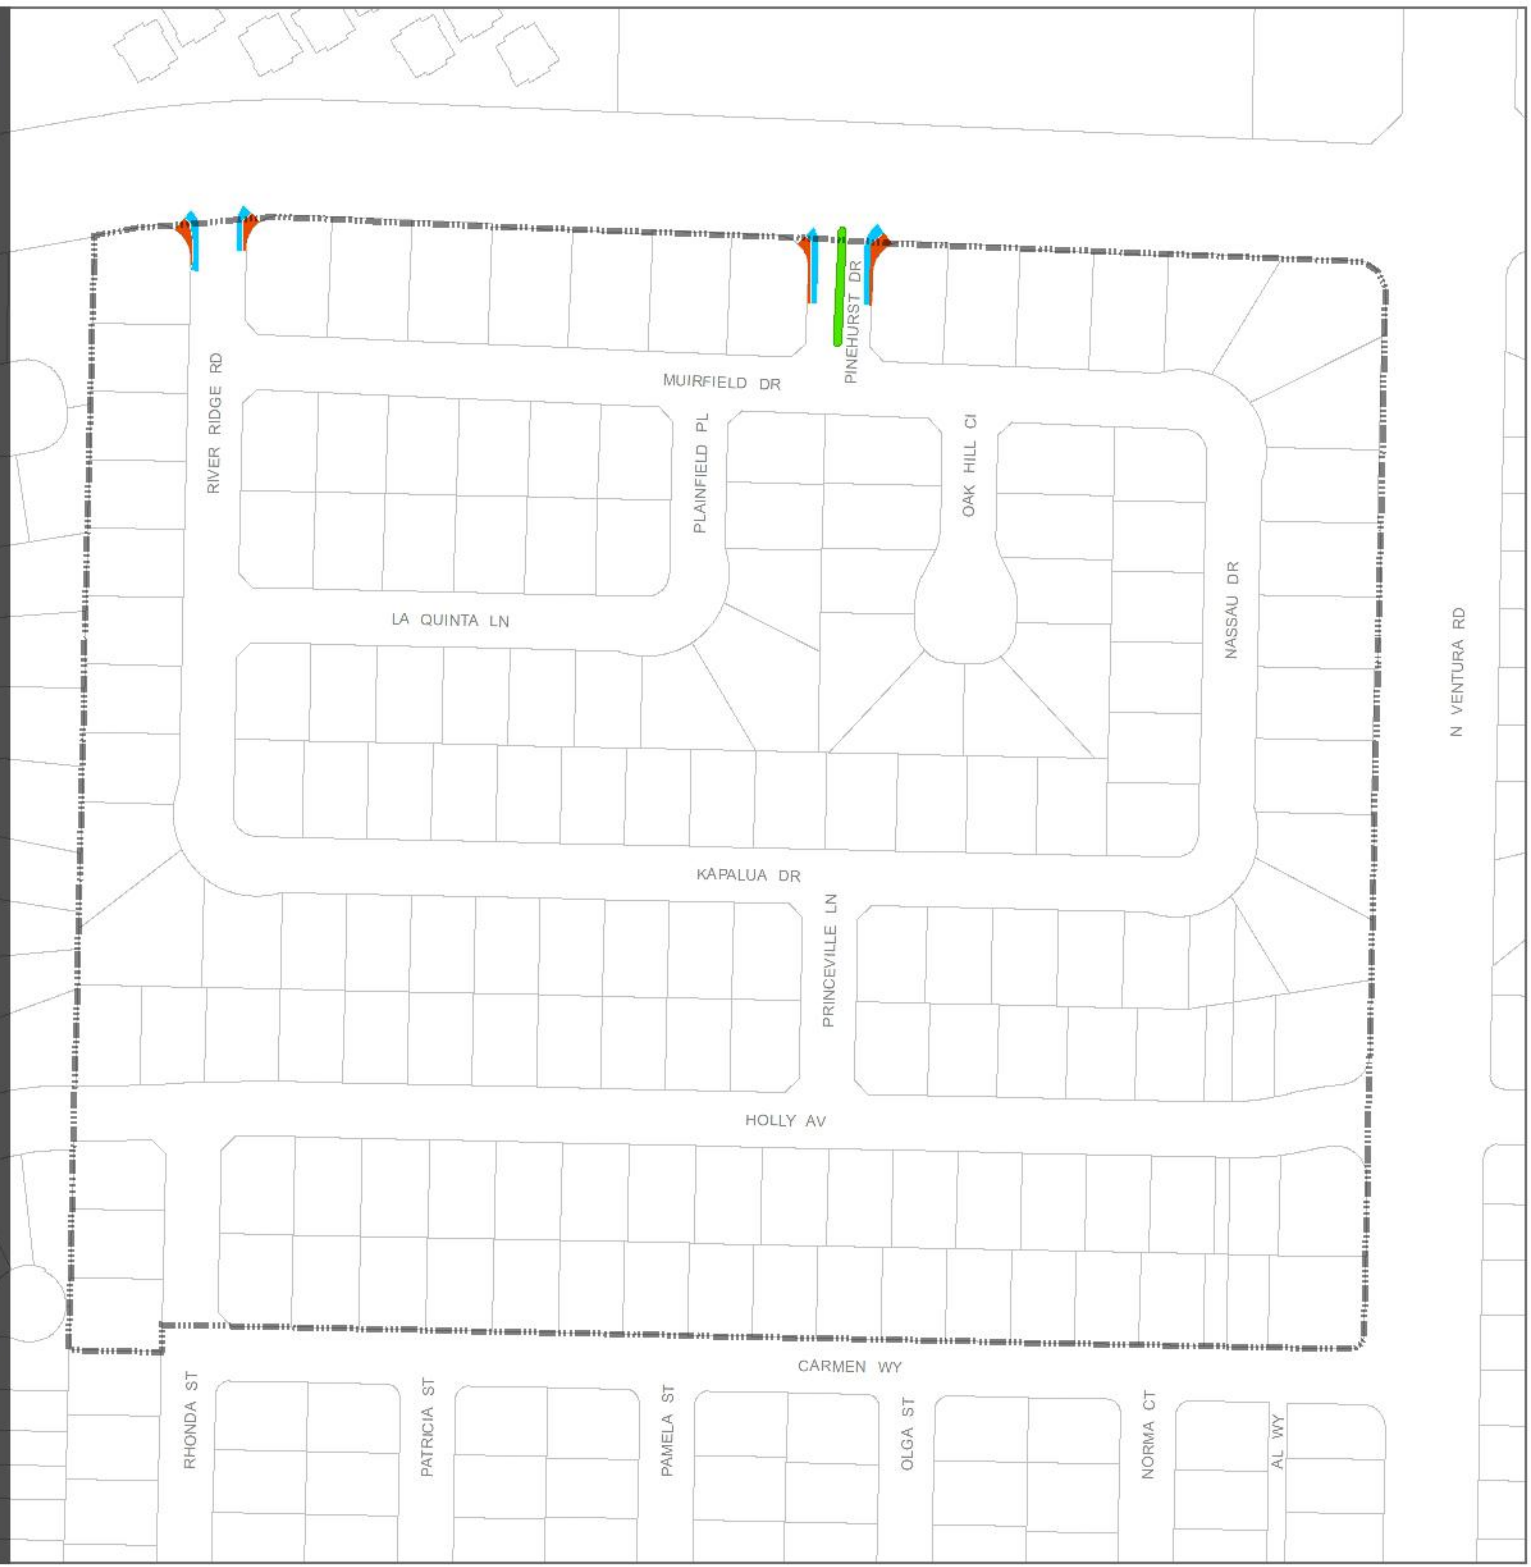 PINEHURST DR
RIVER RIDGE RD
MUIRFIELD DR
PLAINFIELD PL
OAK HILL CI
NASSAU DR
LA QUINTA LN
N VENTURA RD
KAPALUA DR
PRINCEVILLE LN
HOLLY AV
CARMEN WY
RHONDA ST
PATRICIA ST
PAMELA ST
OLGA ST
NORMA CT
AL WY